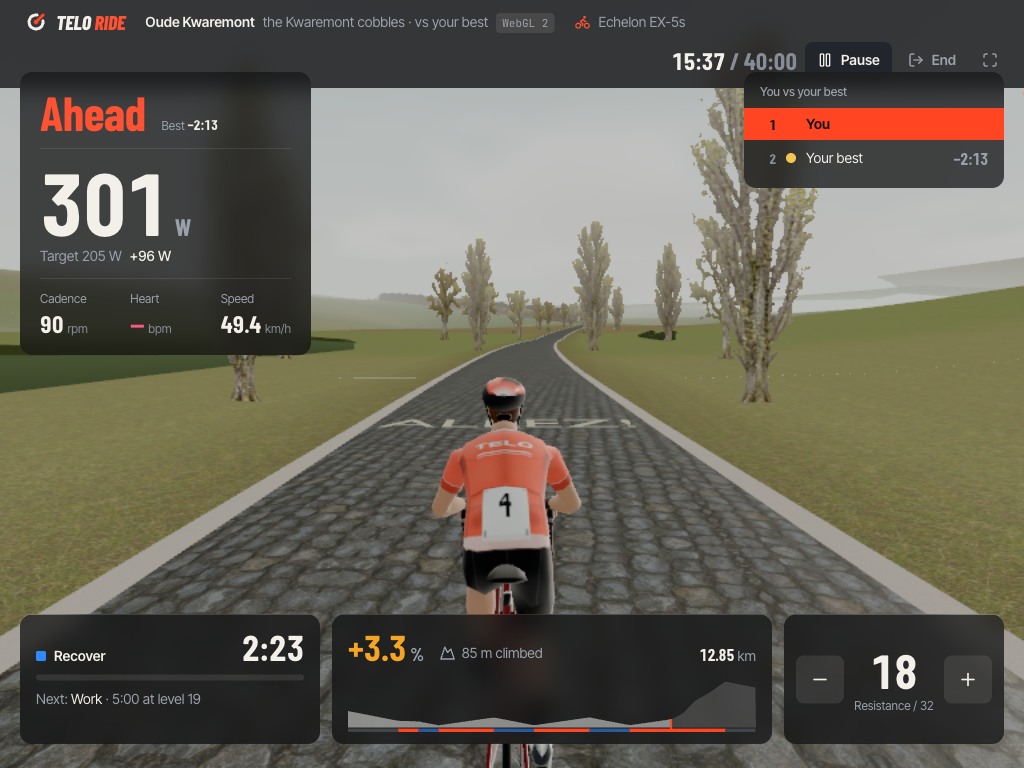 TELO RIDE Oude Kwaremont the Kwaremont cobbles · vs your best WebGL 2 Echelon EX-5s
15:37 / 40:00 Pause End
Ahead Best −2:13
301 W
Target 205 W +96 W
Cadence Heart Speed
90 rpm – bpm 49.4 km/h
You vs your best
1 You
2 Your best −2:13
ALLEZ!
TELO
4
Recover 2:23
Next: Work · 5:00 at level 19
+3.3 % 85 m climbed 12.85 km
− 18 +
Resistance / 32